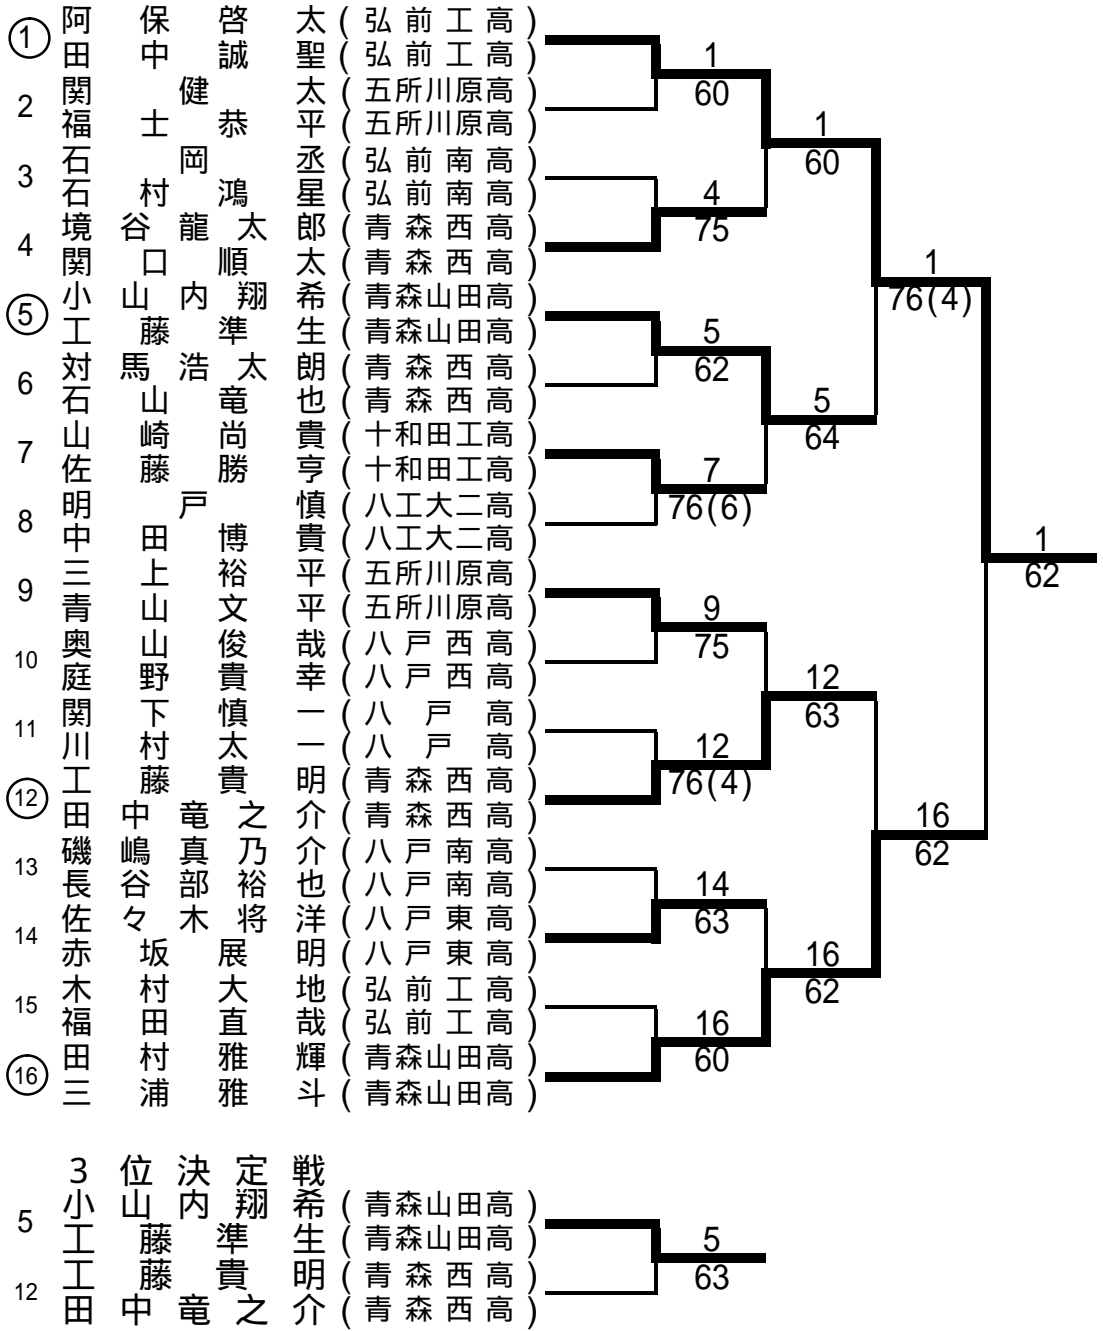 ① 阿保啓太(弘前工高)
田中誠聖(弘前工高)
2 関健太(五所川原高)
福士恭平(五所川原高)
3 石岡丞(弘前南高)
石村鴻星(弘前南高)
4 境谷龍太郎(青森西高)
関口順太(青森西高)
⑤ 小山内翔希(青森山田高)
工藤準生(青森山田高)
6 対馬浩太朗(青森西高)
石山竜也(青森西高)
7 山崎尚貴(十和田工高)
佐藤勝亨(十和田工高)
8 明戸慎(八工大二高)
中田博貴(八工大二高)
9 三上裕平(五所川原高)
青山文平(五所川原高)
10 奥山俊哉(八戸西高)
庭野貴幸(八戸西高)
11 関下慎一(八戸高)
川村太一(八戸高)
⑫ 工藤貴明(青森西高)
田中竜之介(青森西高)
13 磯嶋真乃介(八戸南高)
長谷部裕也(八戸南高)
14 佐々木将洋(八戸東高)
赤坂展明(八戸東高)
15 木村大地(弘前工高)
福田直哉(弘前工高)
⑯ 田村雅輝(青森山田高)
三浦雅斗(青森山田高)
1
60
4
75
5
62
7
76(6)
9
75
12
76(4)
14
63
16
60
1
60
5
64
12
63
16
62
1
76(4)
16
62
1
62
3位決定戦
5 小山内翔希(青森山田高)
工藤準生(青森山田高)
12 工藤貴明(青森西高)
田中竜之介(青森西高)
5
63